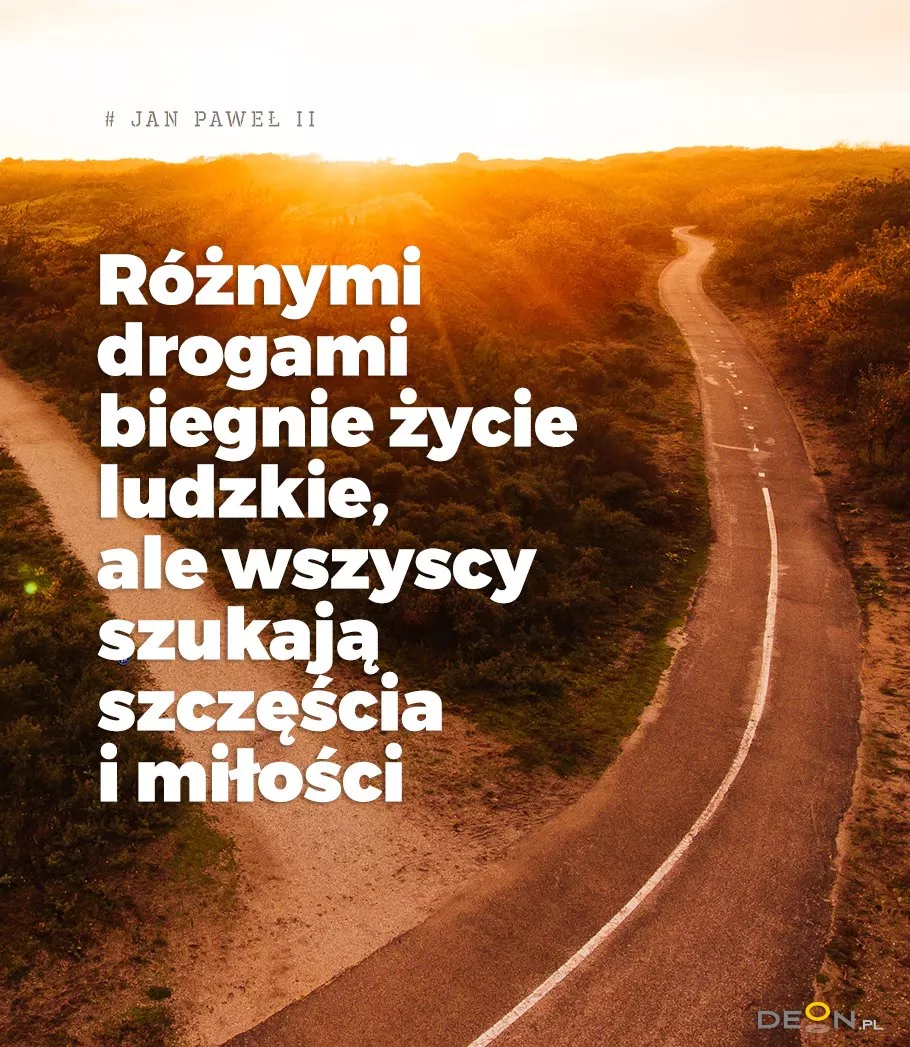 # JAN PAWEŁ II
Różnymi
drogami
biegnie życie
ludzkie,
ale wszyscy
szukają
szczęścia
i miłości
DEON.PL